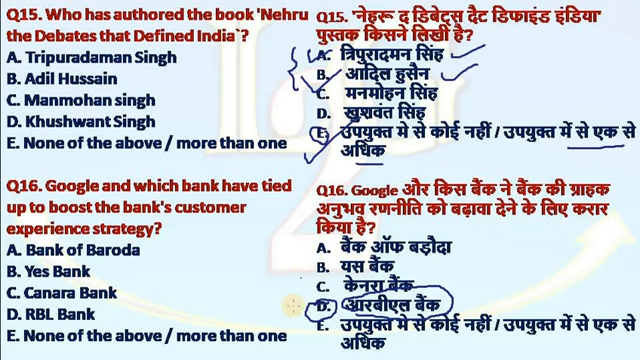 Q15. Who has authored the book 'Nehru
the Debates that Defined India`?
A. Tripuradaman Singh
B. Adil Hussain
C. Manmohan singh
D. Khushwant Singh
E. None of the above / more than one
Q16. Google and which bank have tied
up to boost the bank's customer
experience strategy?
A. Bank of Baroda
B. Yes Bank
C. Canara Bank
D. RBL Bank
E. None of the above / more than one
Q15. 'नेहरू द डिबेट्स दैट डिफाइंड इंडिया'
पुस्तक किसने लिखी है?
A. त्रिपुरादमन सिंह
B. आदिल हुसैन
C. मनमोहन सिंह
D. खुशवंत सिंह
E. उपयुक्त मे से कोई नहीं / उपयुक्त में से एक से
अधिक
Q16. Google और किस बैंक ने बैंक की ग्राहक
अनुभव रणनीति को बढ़ावा देने के लिए करार
किया है?
A. बैंक ऑफ बड़ौदा
B. यस बैंक
C. केनरा बैंक
D. आरबीएल बैंक
E. उपयुक्त मे से कोई नहीं / उपयुक्त में से एक से
अधिक